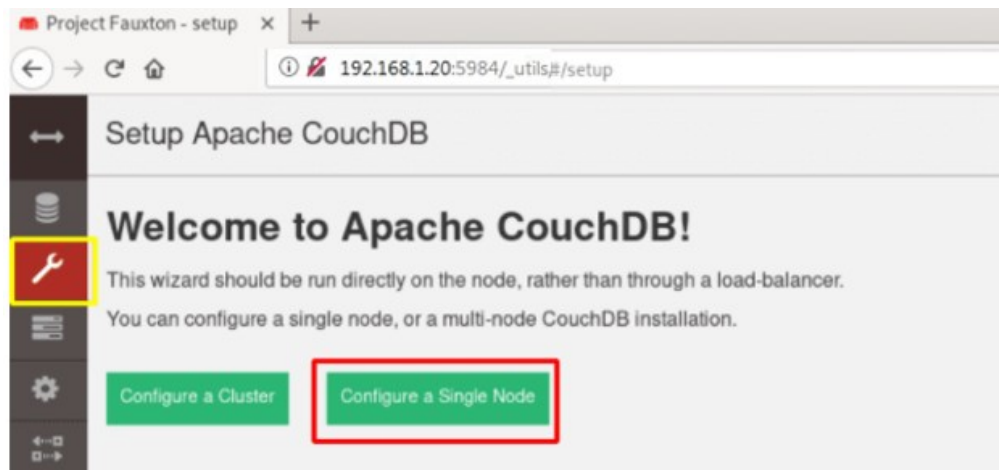 Project Fauxton - setup
192.168.1.20:5984/_utils#/setup
Setup Apache CouchDB
Welcome to Apache CouchDB!
This wizard should be run directly on the node, rather than through a load-balancer.
You can configure a single node, or a multi-node CouchDB installation.
Configure a Cluster
Configure a Single Node